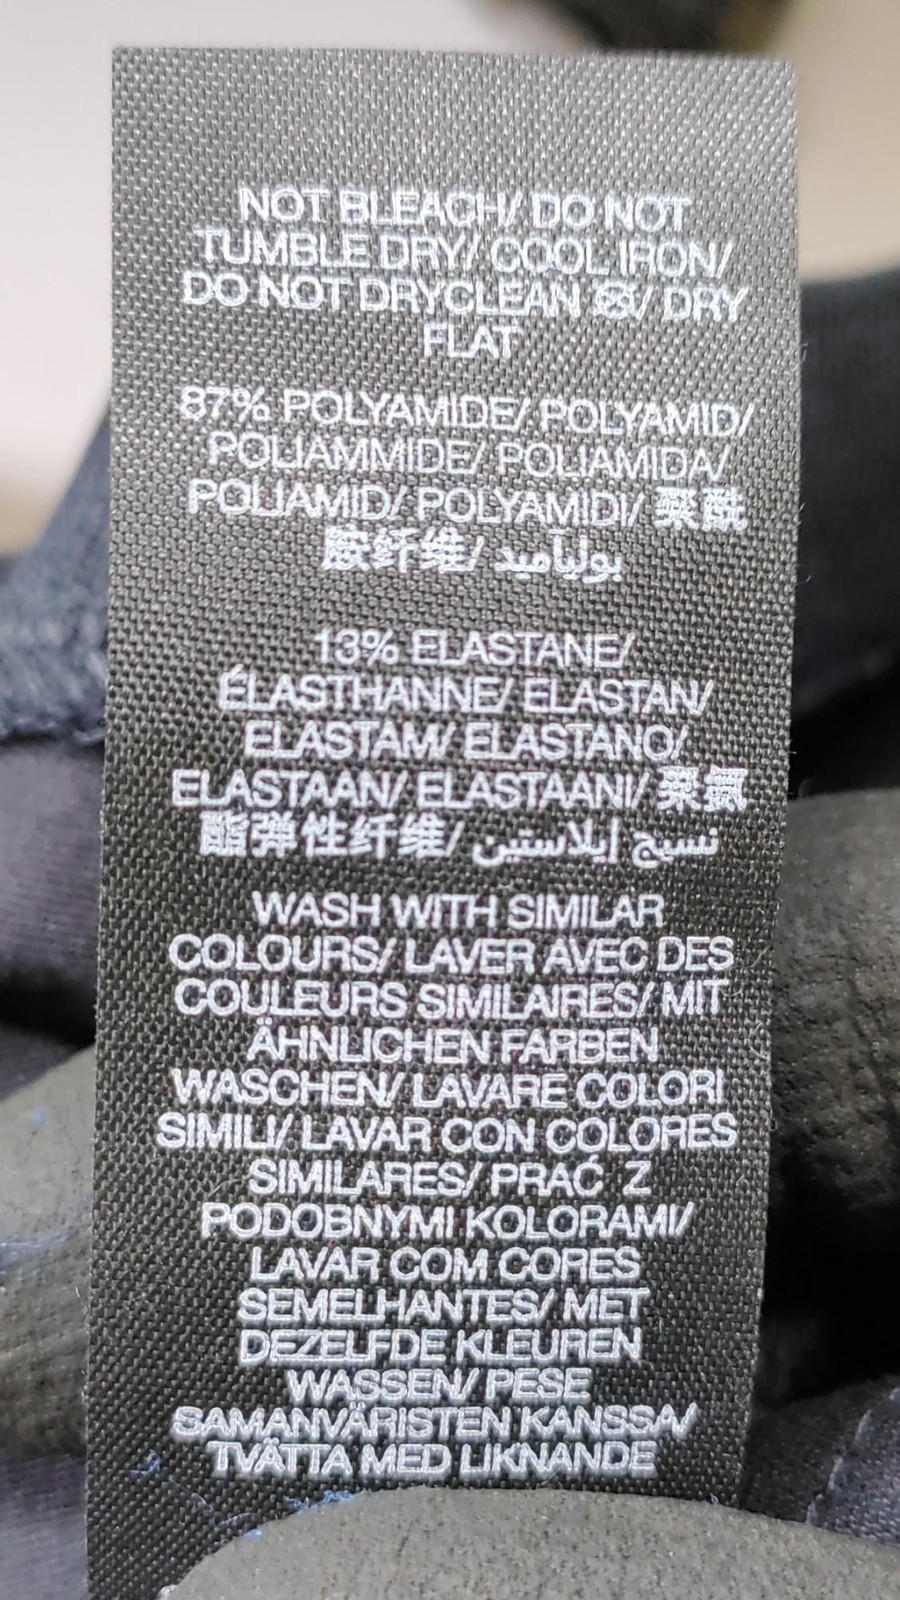 NOT BLEACH/ DO NOT
TUMBLE DRY/ COOL IRON/
DO NOT DRYCLEAN / DRY
FLAT
87% POLYAMIDE/ POLYAMID/
POLIAMMIDE/ POLIAMIDA/
POLIAMID/ POLYAMIDI/ 聚酰
胺纤维/ بولياميد
13% ELASTANE/
ÉLASTHANNE/ ELASTAN/
ELASTAM/ ELASTANO/
ELASTAAN/ ELASTAANI/ 聚氨
酯弹性纤维/ نسيج إيلاستين
WASH WITH SIMILAR
COLOURS/ LAVER AVEC DES
COULEURS SIMILAIRES/ MIT
ÄHNLICHEN FARBEN
WASCHEN/ LAVARE COLORI
SIMILI/ LAVAR CON COLORES
SIMILARES/ PRAĆ Z
PODOBNYMI KOLORAMI/
LAVAR COM CORES
SEMELHANTES/ MET
DEZELFDE KLEUREN
WASSEN/ PESE
SAMANVÄRISTEN KANSSA/
TVÄTTA MED LIKNANDE